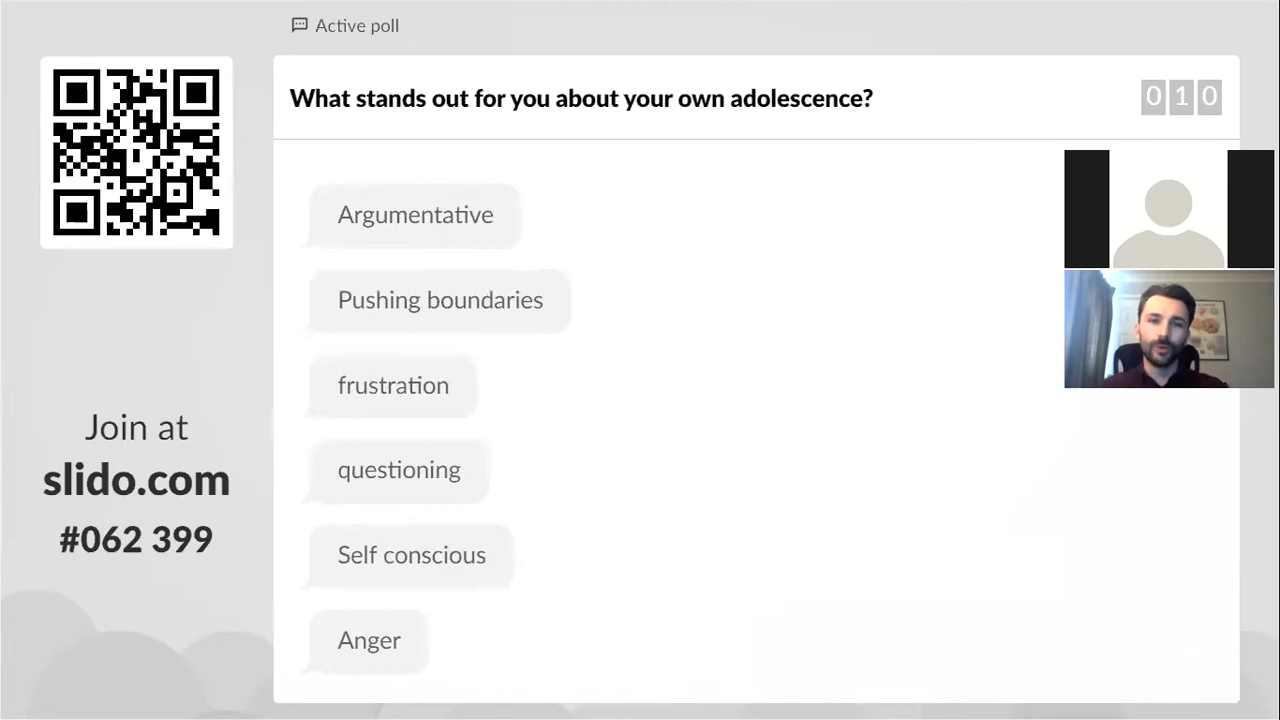 Active poll
What stands out for you about your own adolescence?
010
Argumentative
Pushing boundaries
frustration
questioning
Self conscious
Anger
Join at
slido.com
#062 399